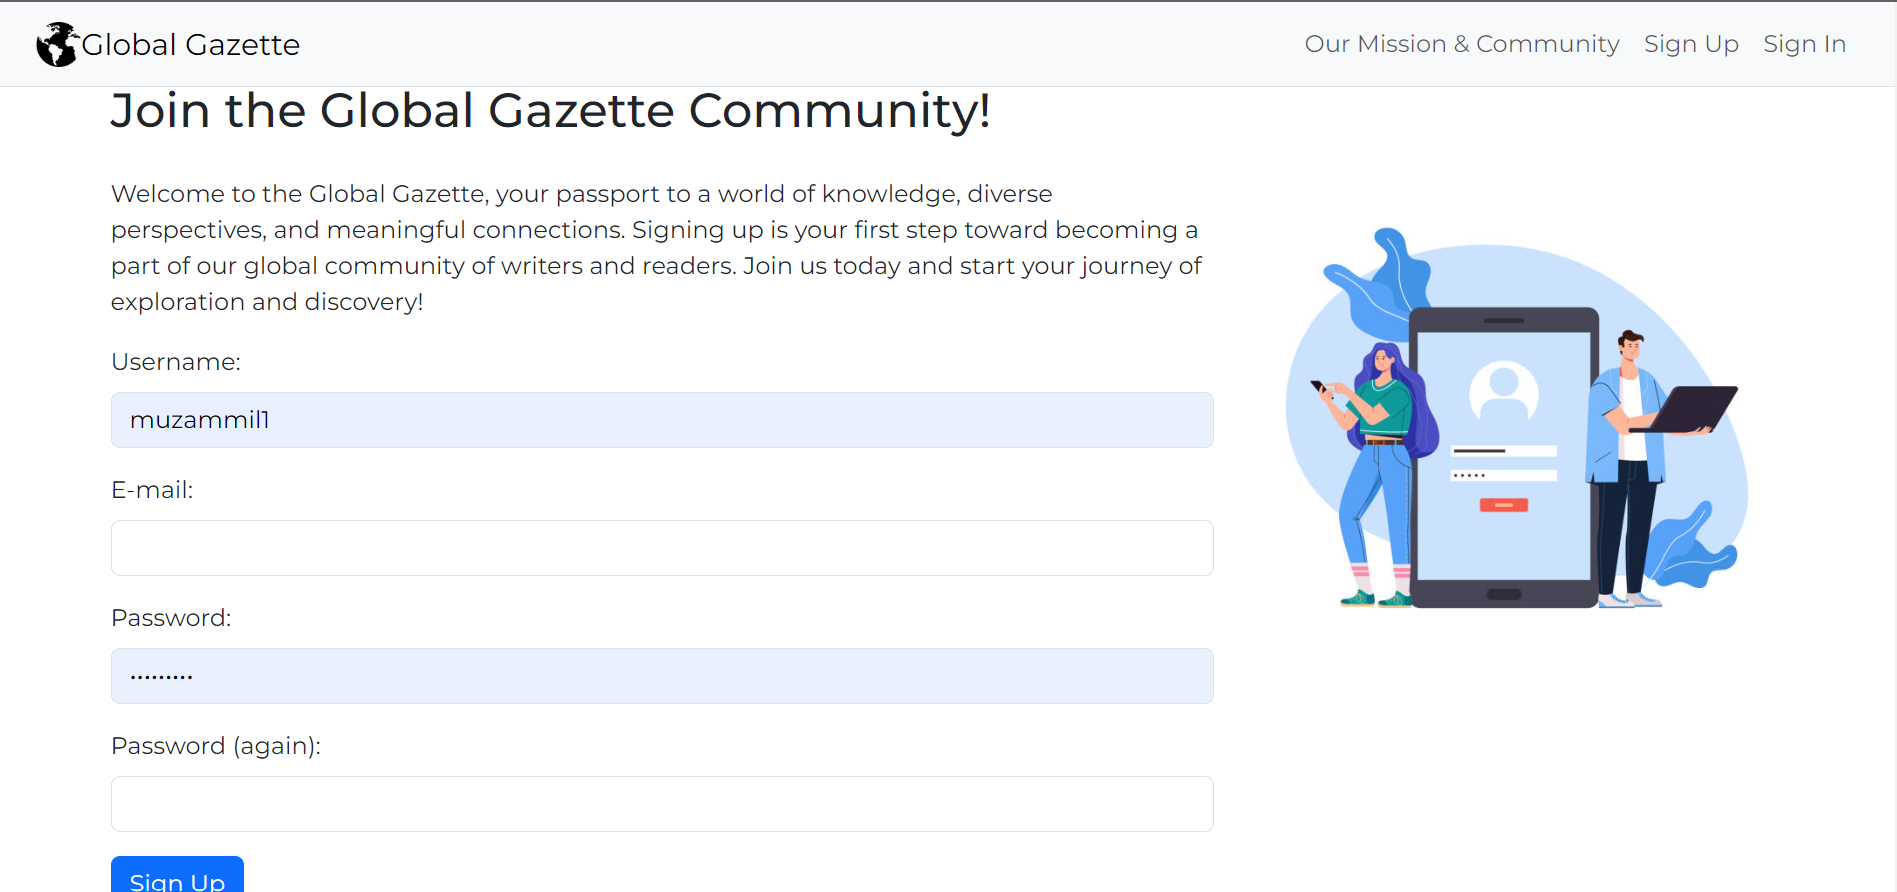 Global Gazette
Our Mission & Community
Sign Up
Sign In
Join the Global Gazette Community!
Welcome to the Global Gazette, your passport to a world of knowledge, diverse
perspectives, and meaningful connections. Signing up is your first step toward becoming a
part of our global community of writers and readers. Join us today and start your journey of
exploration and discovery!
Username:
muzammil1
E-mail:
Password:
•••••••••
Password (again):
Sign Up